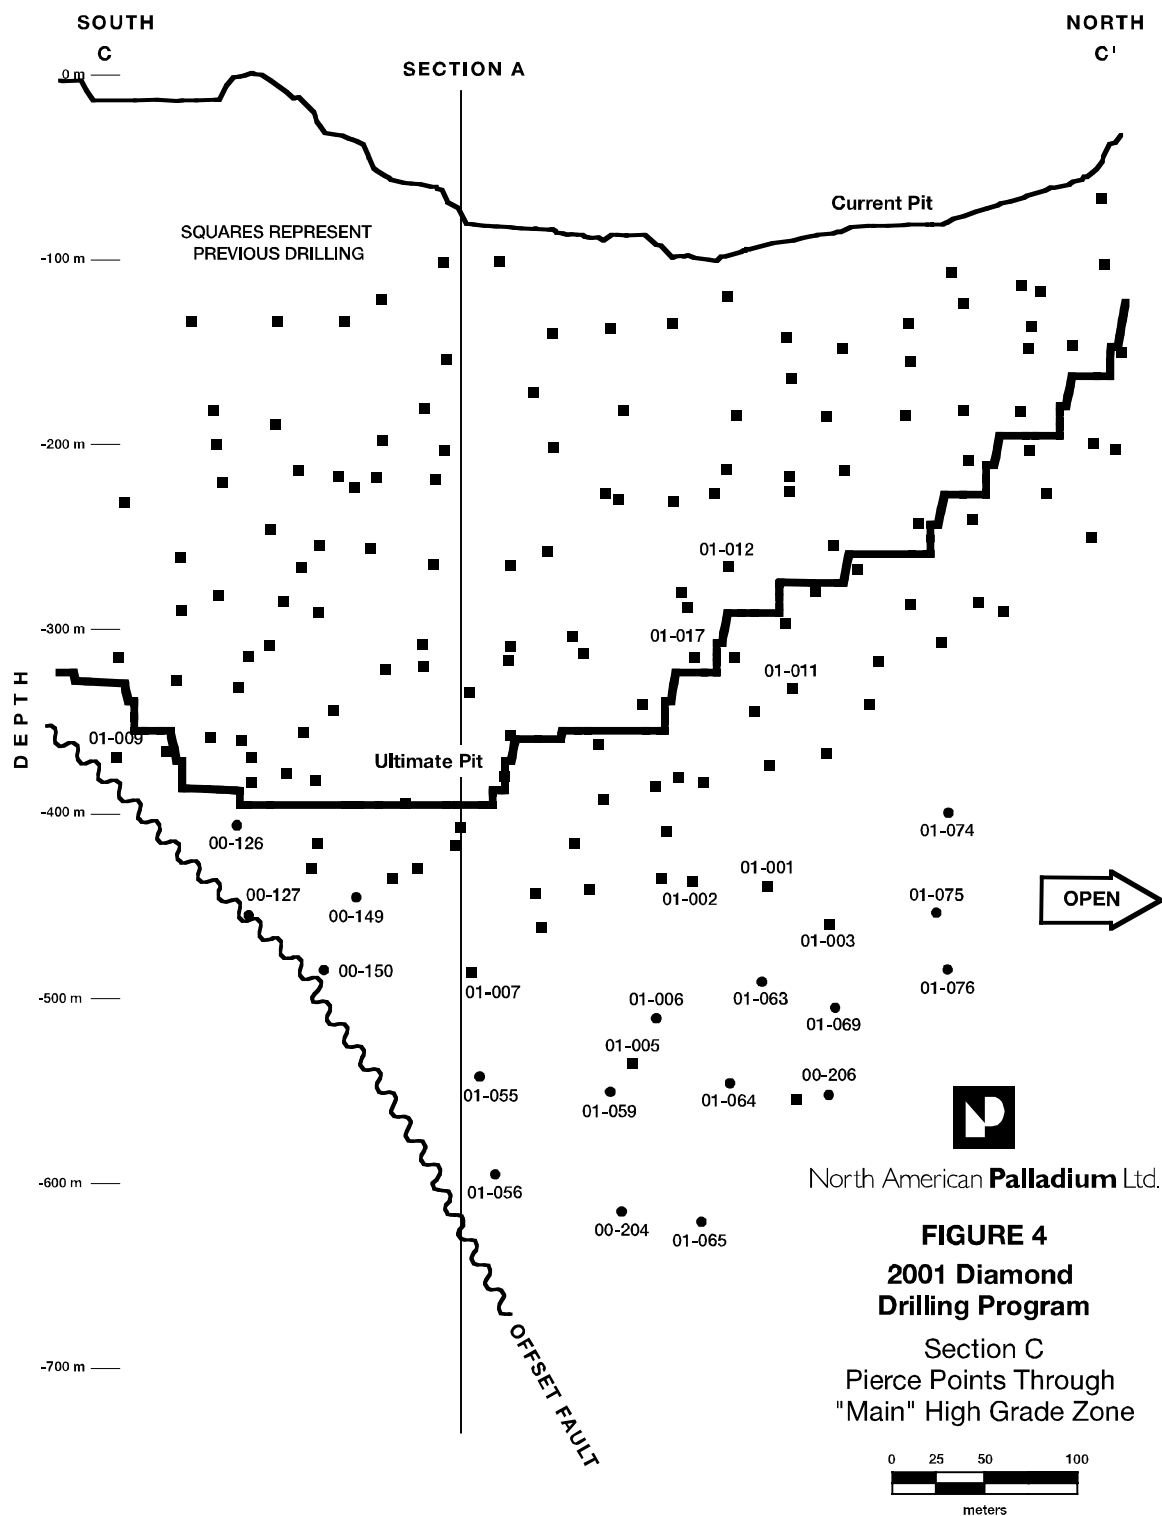 SOUTH
C
NORTH
C'
SECTION A
0 m
Current Pit
SQUARES REPRESENT
PREVIOUS DRILLING
-100 m
-200 m
01-012
-300 m
01-017
01-011
DEPTH
01-009
Ultimate Pit
-400 m
00-126
01-074
00-127
00-149
01-001
01-002
01-075
OPEN
01-003
00-150
01-007
01-076
-500 m
01-006
01-063
01-069
01-005
00-206
01-055
01-059
01-064
-600 m
01-056
00-204
01-065
North American Palladium Ltd.
FIGURE 4
2001 Diamond
Drilling Program
Section C
Pierce Points Through
"Main" High Grade Zone
-700 m
OFFSET FAULT
0 25 50 100
meters